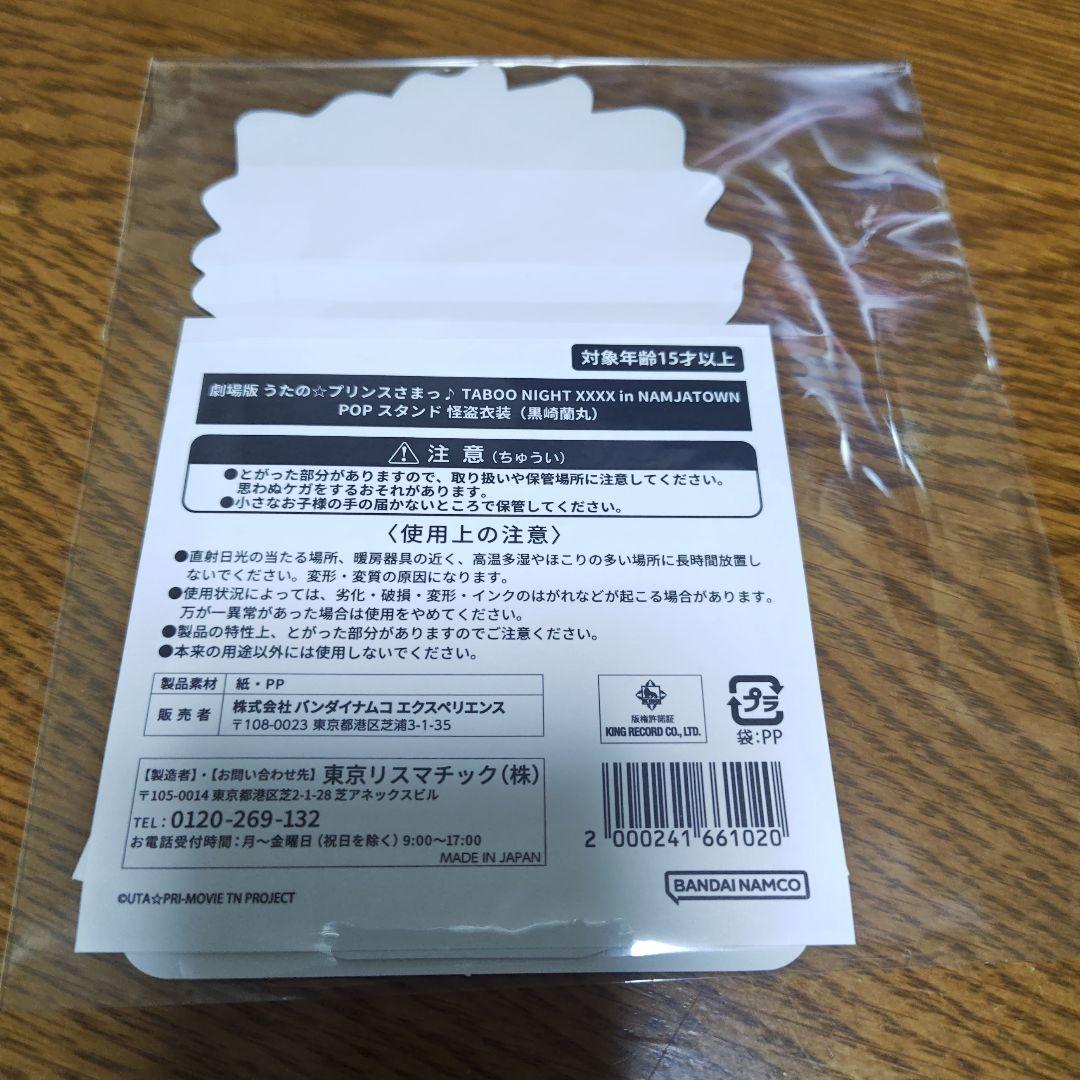 対象年齢15才以上
劇場版 うたの☆プリンスさまっ♪ TABOO NIGHT XXXX in NAMJATOWN
POP スタンド 怪盗衣装（黒崎蘭丸）
注 意（ちゅうい）
●とがった部分がありますので、取り扱いや保管場所に注意してください。
思わぬケガをするおそれがあります。
●小さなお子様の手の届かないところで保管してください。
〈使用上の注意〉
●直射日光の当たる場所、暖房器具の近く、高温多湿やほこりの多い場所に長時間放置し
ないでください。変形・変質の原因になります。
●使用状況によっては、劣化・破損・変形・インクのはがれなどが起こる場合があります。
万が一異常があった場合は使用をやめてください。
●製品の特性上、とがった部分がありますのでご注意ください。
●本来の用途以外には使用しないでください。
製品素材 紙・PP
販売者 株式会社 バンダイナムコ エクスペリエンス
〒108-0023 東京都港区芝浦3-1-35
KING
版権許諾証
KING RECORD CO., LTD.
プラ
袋:PP
【製造者】・【お問い合わせ先】東京リスマチック（株）
〒105-0014 東京都港区芝2-1-28 芝アネックスビル
TEL：0120-269-132
お電話受付時間：月～金曜日（祝日を除く）9:00～17:00
MADE IN JAPAN
2 000241 661020
©UTA☆PRI-MOVIE TN PROJECT
BANDAI NAMCO